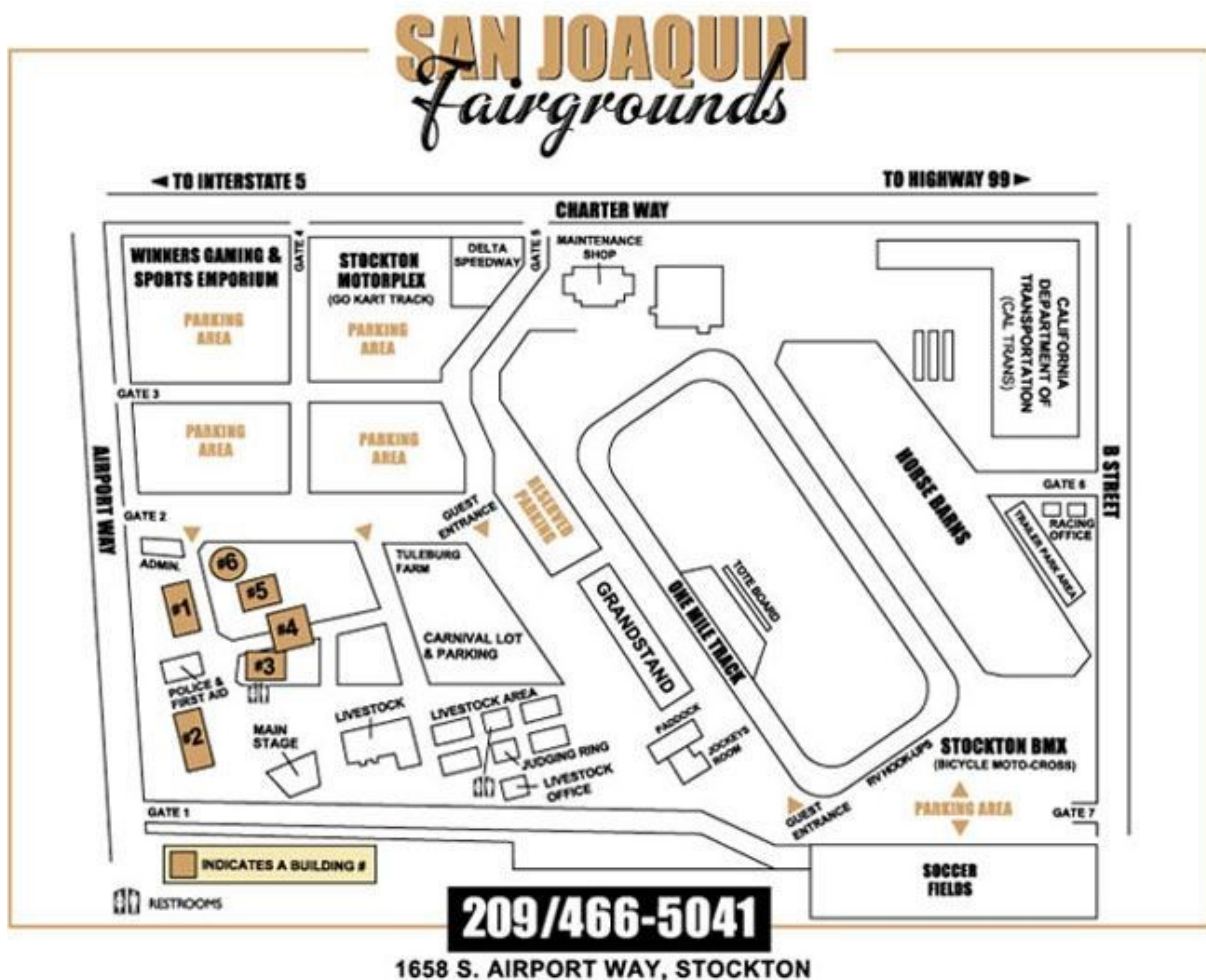 SAN JOAQUIN
Fairgrounds
TO INTERSTATE 5
TO HIGHWAY 99
CHARTER WAY
WINNERS GAMING &
SPORTS EMPORIUM
PARKING
AREA
GATE 4
STOCKTON
MOTORPLEX
(GO KART TRACK)
PARKING
AREA
DELTA
SPEEDWAY
GATE 5
MAINTENANCE
SHOP
CALIFORNIA
DEPARTMENT OF
TRANSPORTATION
(CAL TRANS)
GATE 3
PARKING
AREA
PARKING
AREA
AIRPORT WAY
B STREET
HORSE BARNS
GATE 6
RACING
OFFICE
TRAILER PARK AREA
RESERVED
PARKING
GUEST
ENTRANCE
GATE 2
ADMIN.
#6
#5
#1
#4
#3
TULEBURG
FARM
CARNIVAL LOT
& PARKING
GRANDSTAND
ONE MILE TRACK
TOTE BOARD
POLICE &
FIRST AID
#2
MAIN
STAGE
LIVESTOCK
LIVESTOCK AREA
JUDGING RING
LIVESTOCK
OFFICE
PADDOCK
JOCKEYS
ROOM
RV HOOK-UPS
STOCKTON BMX
(BICYCLE MOTO-CROSS)
PARKING AREA
GUEST
ENTRANCE
GATE 7
GATE 1
SOCCER
FIELDS
INDICATES A BUILDING #
RESTROOMS
209/466-5041
1658 S. AIRPORT WAY, STOCKTON